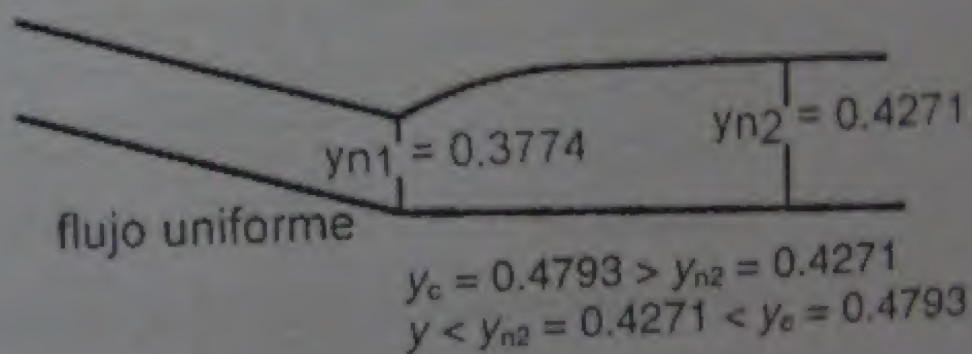 yn1 = 0.3774
yn2 = 0.4271
flujo uniforme
yc = 0.4793 > yn2 = 0.4271
y < yn2 = 0.4271 < yc = 0.4793